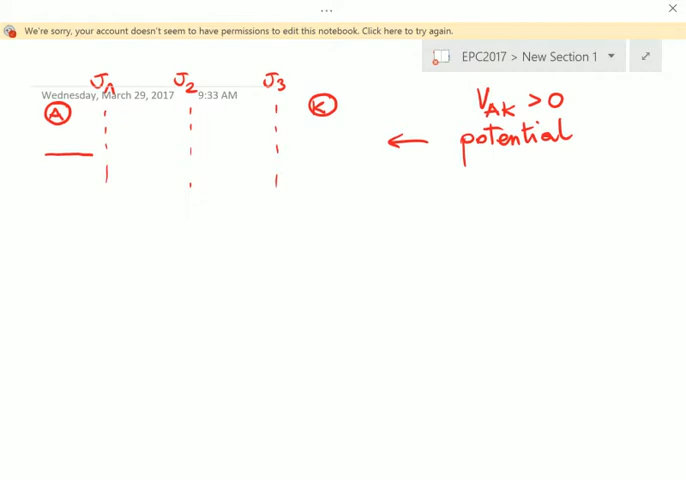 We're sorry, your account doesn't seem to have permissions to edit this notebook. Click here to try again.
EPC2017 > New Section 1
J1 J2 J3
Wednesday, March 29, 2017 9:33 AM
A K
VAK > 0
← potential